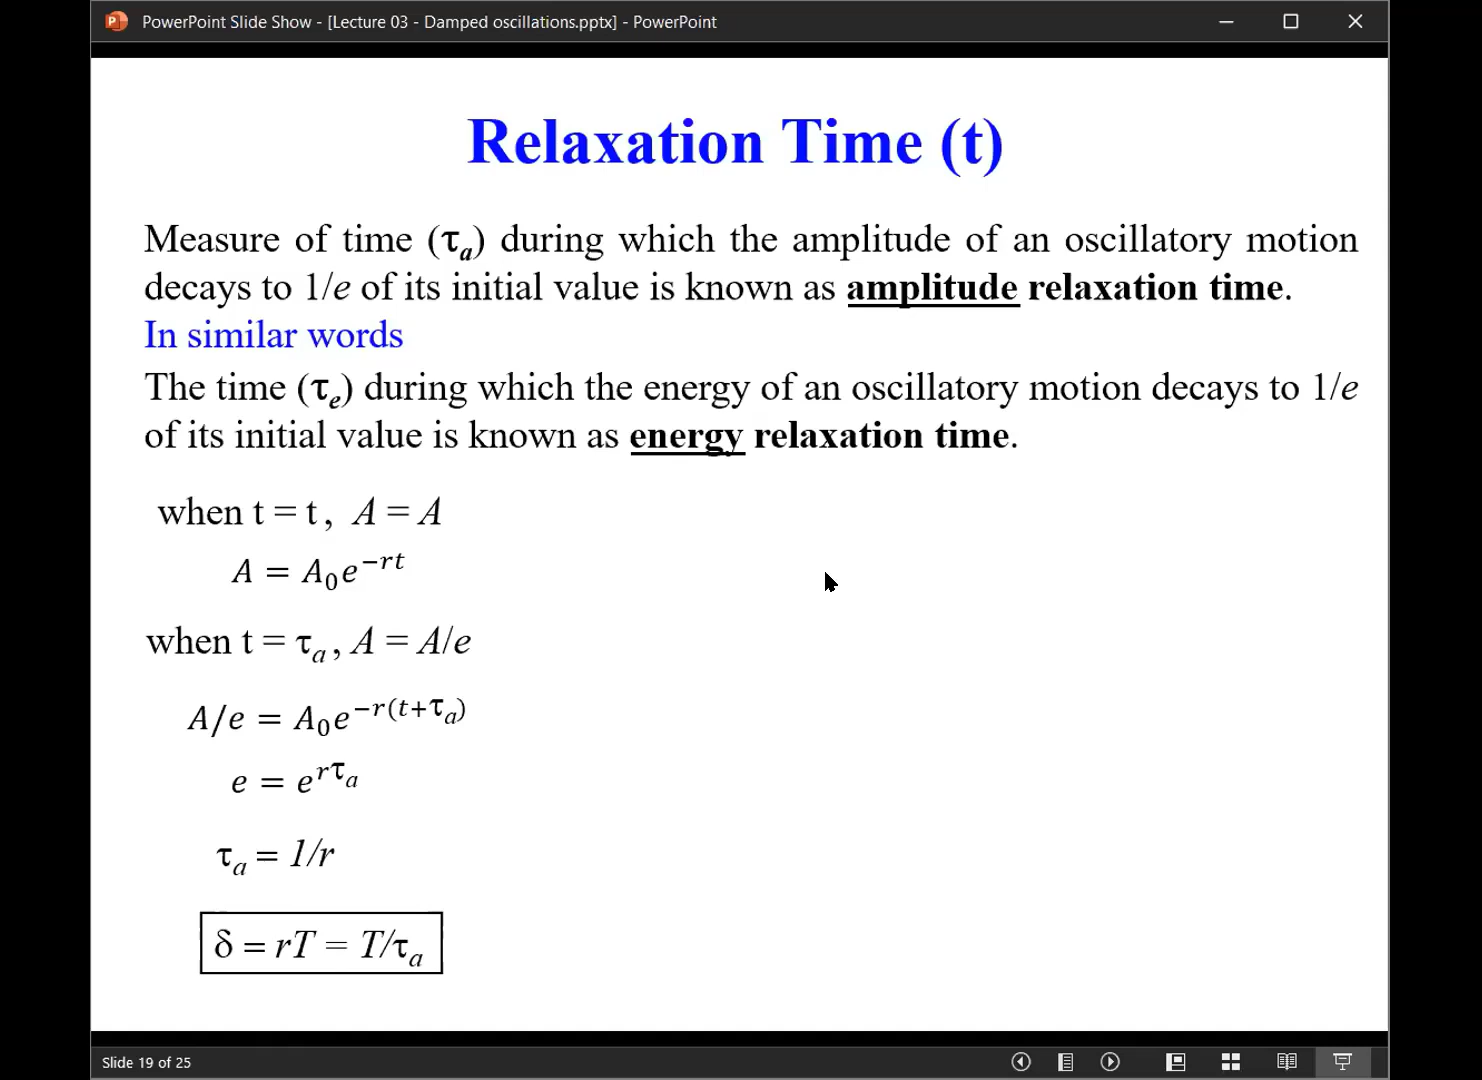 PowerPoint Slide Show - [Lecture 03 - Damped oscillations.pptx] - PowerPoint
Relaxation Time (t)
Measure of time (τₐ) during which the amplitude of an oscillatory motion
decays to 1/e of its initial value is known as amplitude relaxation time.
In similar words
The time (τₑ) during which the energy of an oscillatory motion decays to 1/e
of its initial value is known as energy relaxation time.
when t = t, A = A
A = A₀e^{-rt}
when t = τₐ, A = A/e
A/e = A₀e^{-r(t+τₐ)}
e = e^{rτₐ}
τₐ = 1/r
δ = rT = T/τₐ
Slide 19 of 25